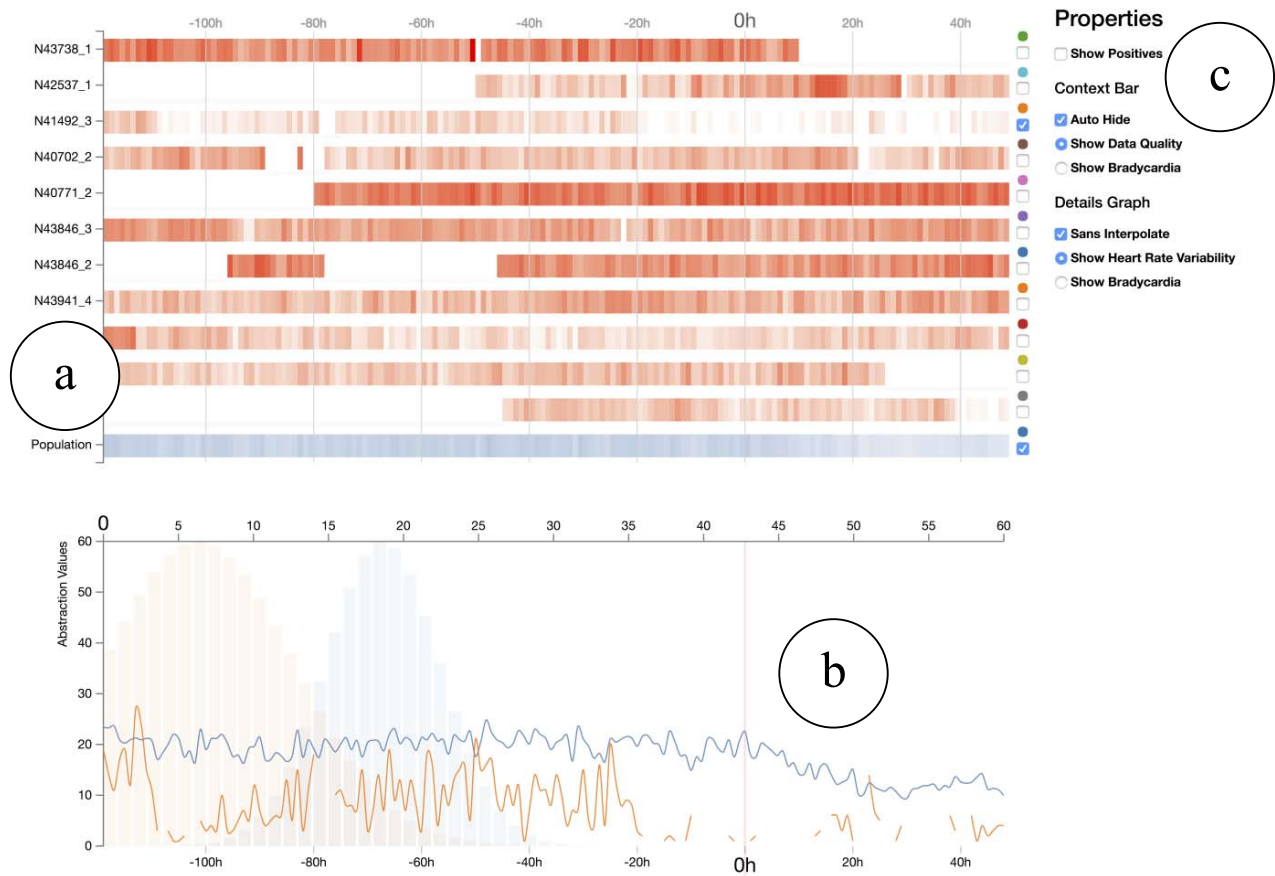 -100h -80h -60h -40h -20h 0h 20h 40h
N43738_1
N42537_1
N41492_3
N40702_2
N40771_2
N43846_3
N43846_2
N43941_4
a
Population
Properties
Show Positives
c
Context Bar
Auto Hide
Show Data Quality
Show Bradycardia
Details Graph
Sans Interpolate
Show Heart Rate Variability
Show Bradycardia
0 5 10 15 20 25 30 35 40 45 50 55 60
Abstraction Values
60
50
40
30
20
10
0
b
-100h -80h -60h -40h -20h 0h 20h 40h